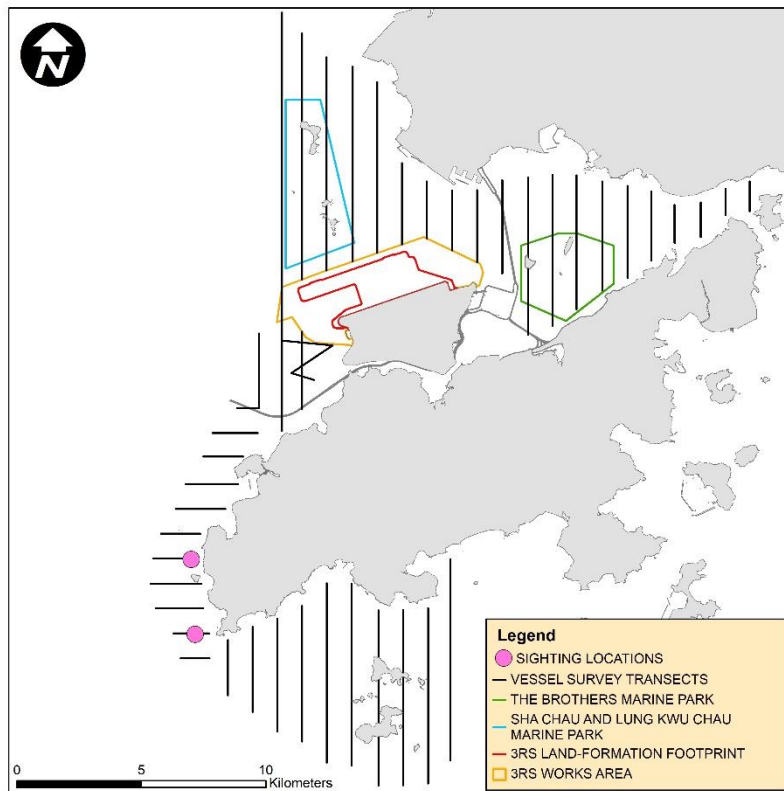 N
Legend
SIGHTING LOCATIONS
VESSEL SURVEY TRANSECTS
THE BROTHERS MARINE PARK
SHA CHAU AND LUNG KWU CHAU
MARINE PARK
3RS LAND-FORMATION FOOTPRINT
3RS WORKS AREA
0 5 10
Kilometers